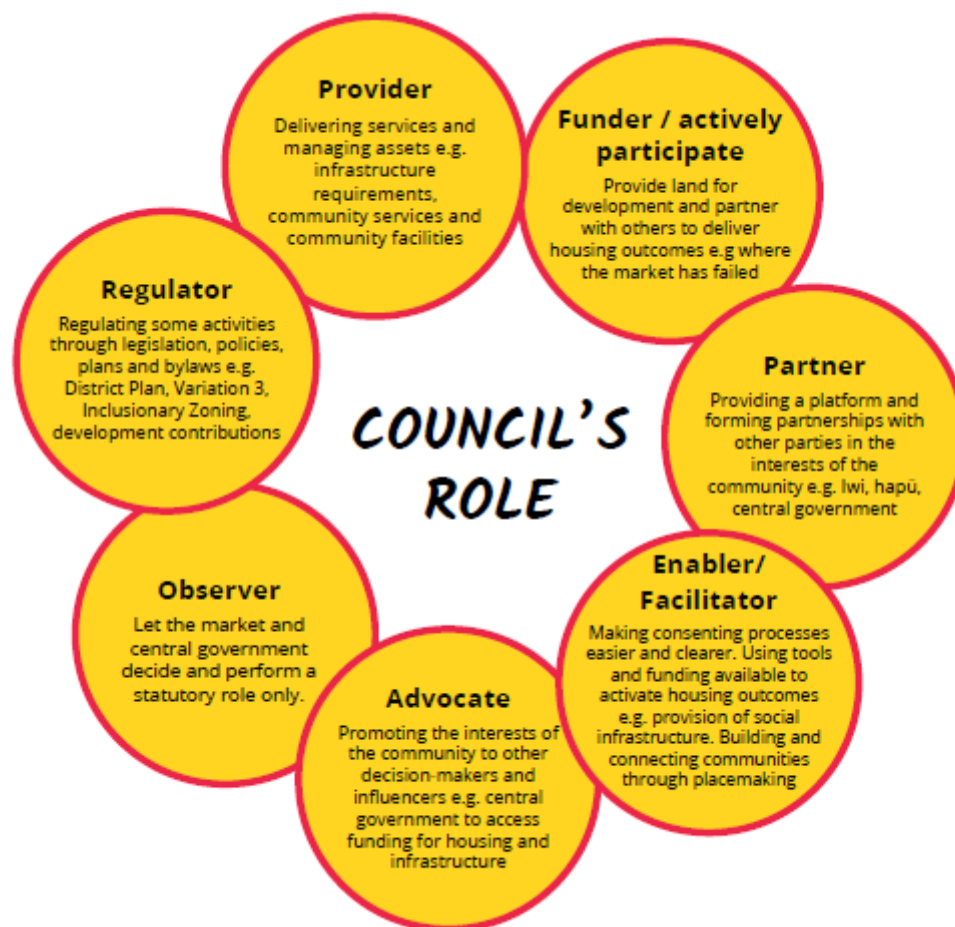 Provider
Delivering services and
managing assets e.g.
infrastructure
requirements,
community services and
community facilities
Funder / actively
participate
Provide land for
development and partner
with others to deliver
housing outcomes e.g where
the market has failed
Partner
Providing a platform and
forming partnerships with
other parties in the
interests of the
community e.g. Iwi, hapū,
central government
Enabler/
Facilitator
Making consenting processes
easier and clearer. Using tools
and funding available to
activate housing outcomes
e.g. provision of social
infrastructure. Building and
connecting communities
through placemaking
Advocate
Promoting the interests of
the community to other
decision-makers and
influencers e.g. central
government to access
funding for housing and
infrastructure
Observer
Let the market and
central government
decide and perform a
statutory role only.
Regulator
Regulating some activities
through legislation, policies,
plans and bylaws e.g.
District Plan, Variation 3,
Inclusionary Zoning,
development contributions
COUNCIL'S
ROLE